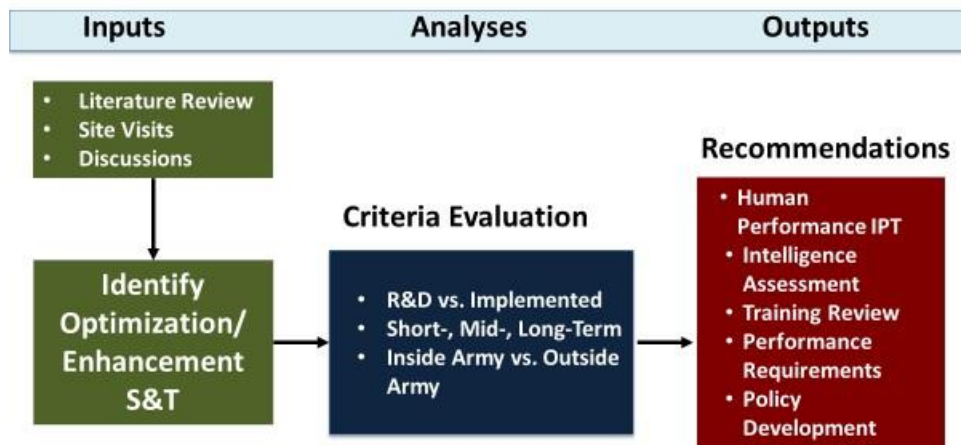 Inputs
Analyses
Outputs
• Literature Review
• Site Visits
• Discussions
Identify
Optimization/
Enhancement
S&T
Criteria Evaluation
• R&D vs. Implemented
• Short-, Mid-, Long-Term
• Inside Army vs. Outside
Army
Recommendations
• Human
Performance IPT
• Intelligence
Assessment
• Training Review
• Performance
Requirements
• Policy
Development